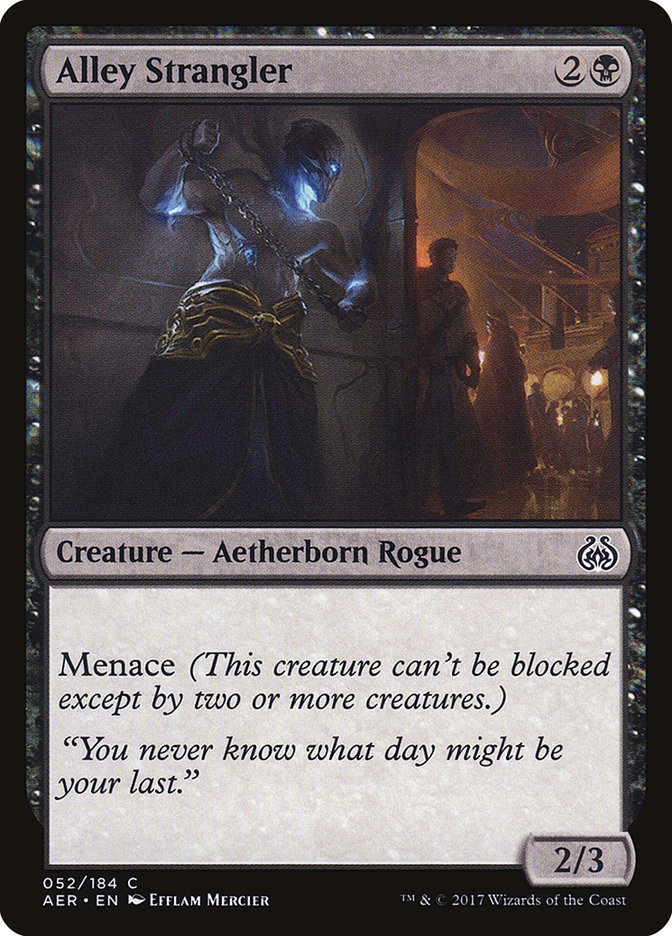 Alley Strangler 2
Creature — Aetherborn Rogue
Menace (This creature can't be blocked
except by two or more creatures.)
“You never know what day might be
your last.”
2/3
052/184 C
AER • EN Efflam Mercier
™ & © 2017 Wizards of the Coast